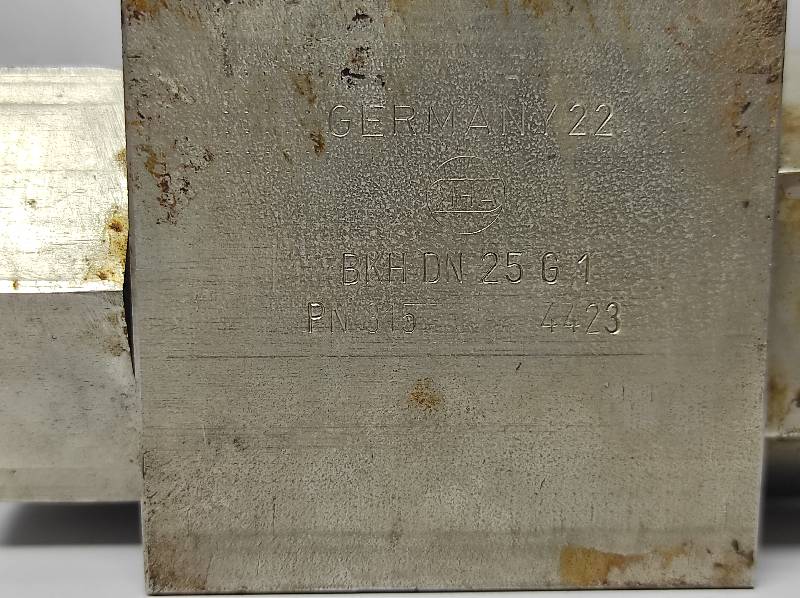 GERMANY 22
BKH DN 25 G 1
PN 315 4423